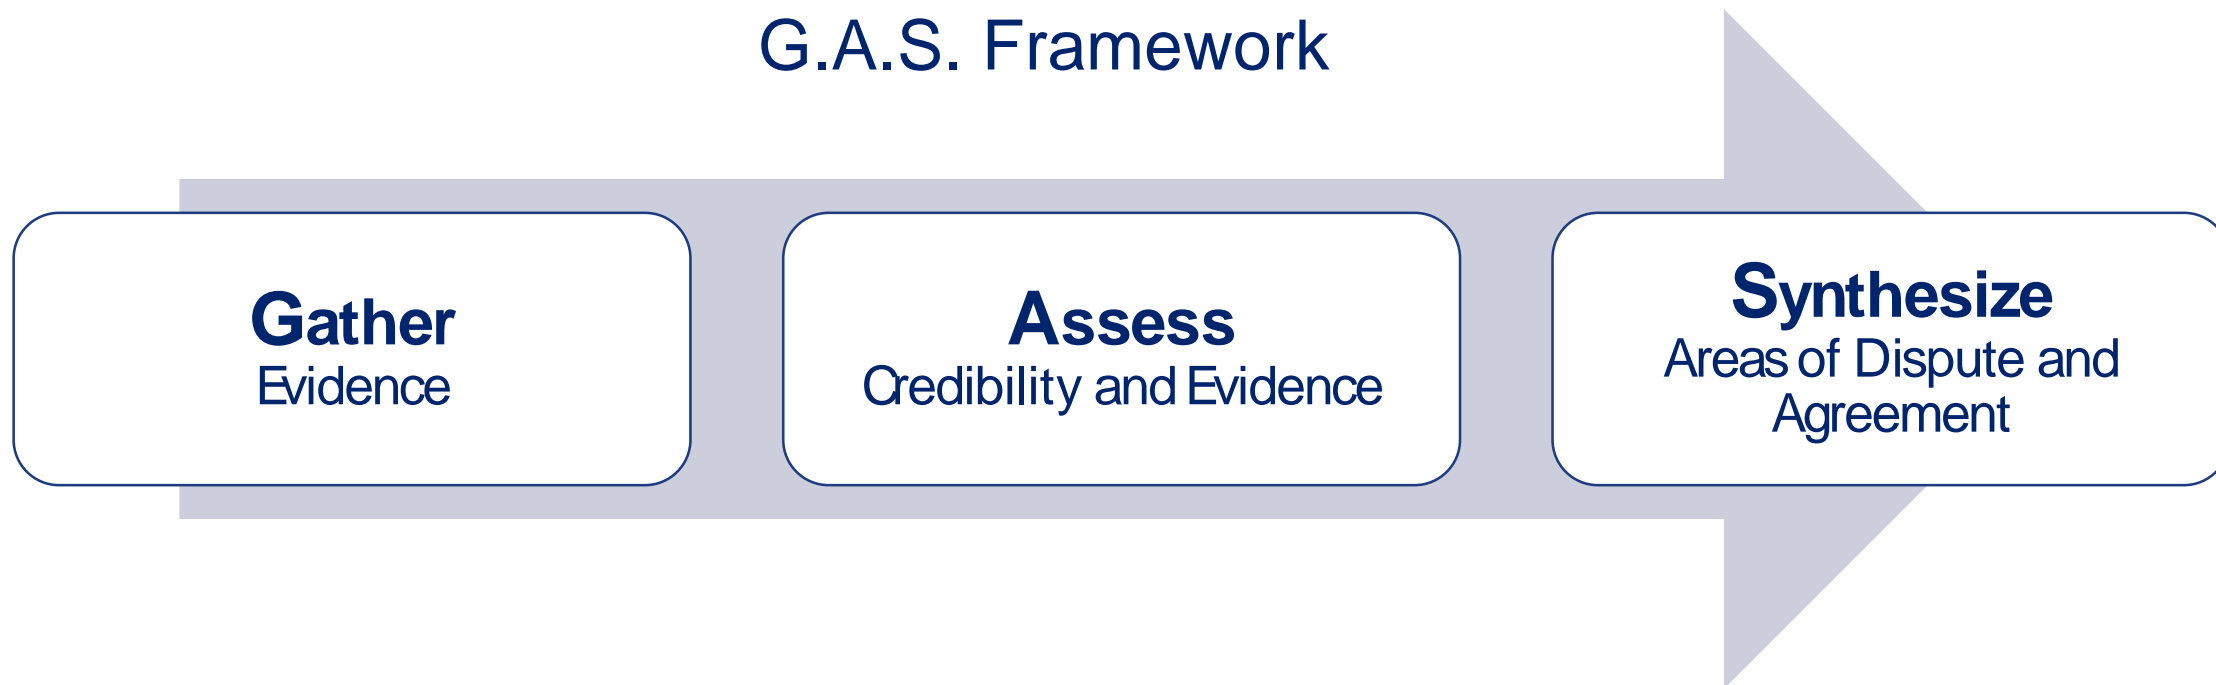 G.A.S. Framework
Gather
Evidence
Assess
Credibility and Evidence
Synthesize
Areas of Dispute and
Agreement